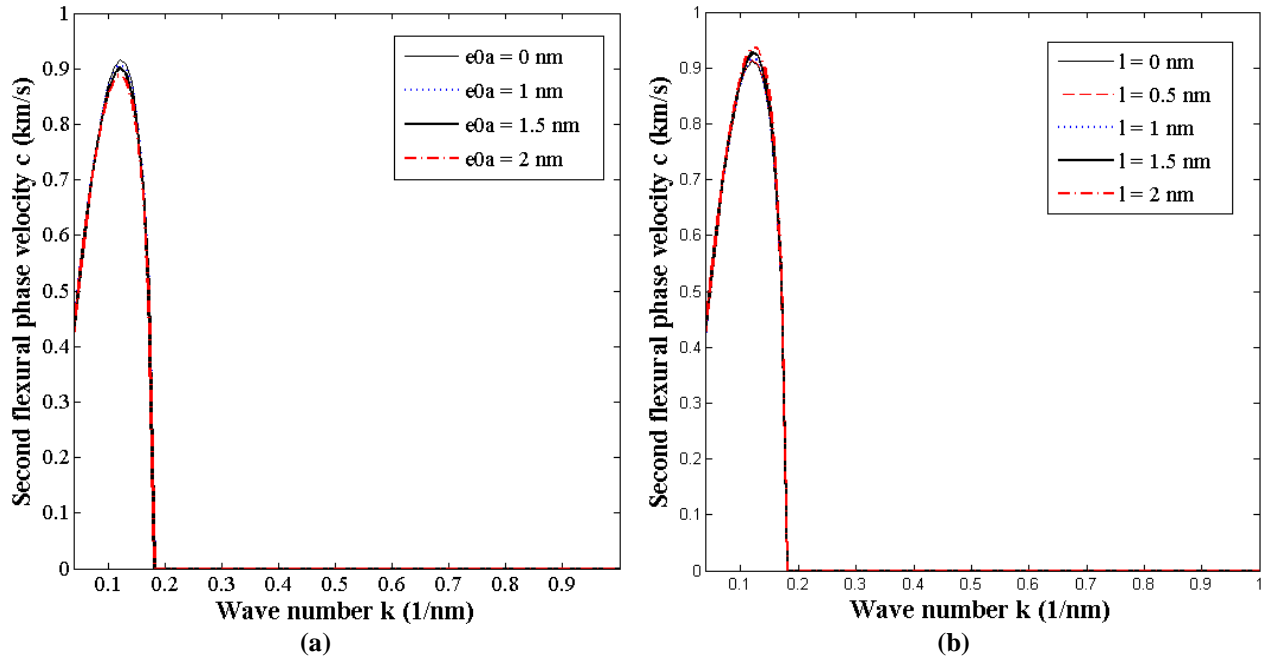 1
0.9
0.8
0.7
0.6
0.5
0.4
0.3
0.2
0.1
0
Second flexural phase velocity c (km/s)
e0a = 0 nm
e0a = 1 nm
e0a = 1.5 nm
e0a = 2 nm
0.1 0.2 0.3 0.4 0.5 0.6 0.7 0.8 0.9
Wave number k (1/nm)
(a)
1
0.9
0.8
0.7
0.6
0.5
0.4
0.3
0.2
0.1
0
Second flexural phase velocity c (km/s)
l = 0 nm
l = 0.5 nm
l = 1 nm
l = 1.5 nm
l = 2 nm
0.1 0.2 0.3 0.4 0.5 0.6 0.7 0.8 0.9 1
Wave number k (1/nm)
(b)